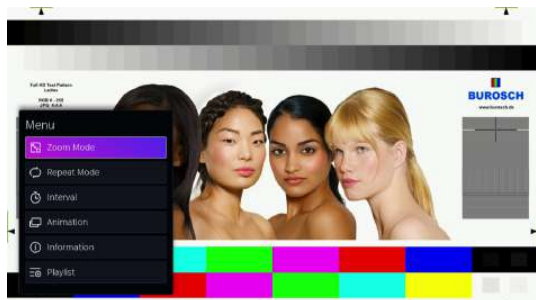 Full HD Test Pattern
BUROSCH
www.burosch.de
Menu
Zoom Mode
Repeat Mode
Interval
Animation
Information
Playlist